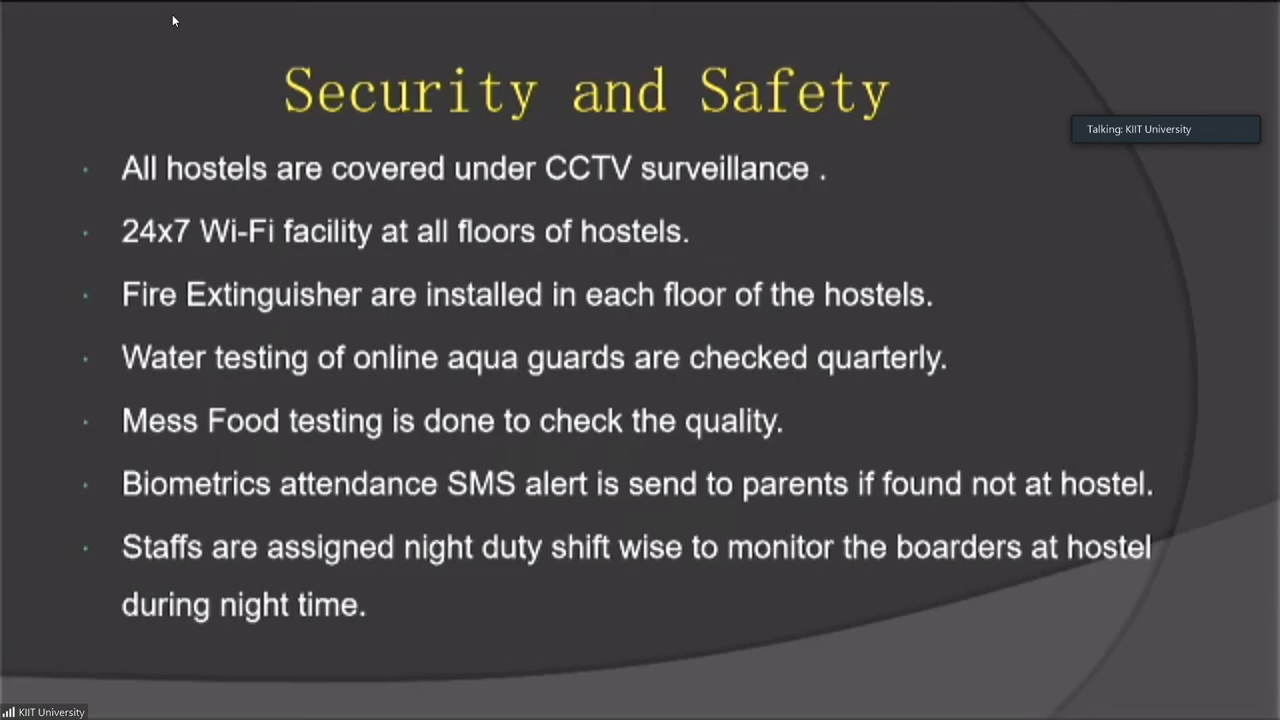 Security and Safety
Talking: KIIT University
· All hostels are covered under CCTV surveillance .
· 24x7 Wi-Fi facility at all floors of hostels.
· Fire Extinguisher are installed in each floor of the hostels.
· Water testing of online aqua guards are checked quarterly.
· Mess Food testing is done to check the quality.
· Biometrics attendance SMS alert is send to parents if found not at hostel.
· Staffs are assigned night duty shift wise to monitor the boarders at hostel
during night time.
KIIT University